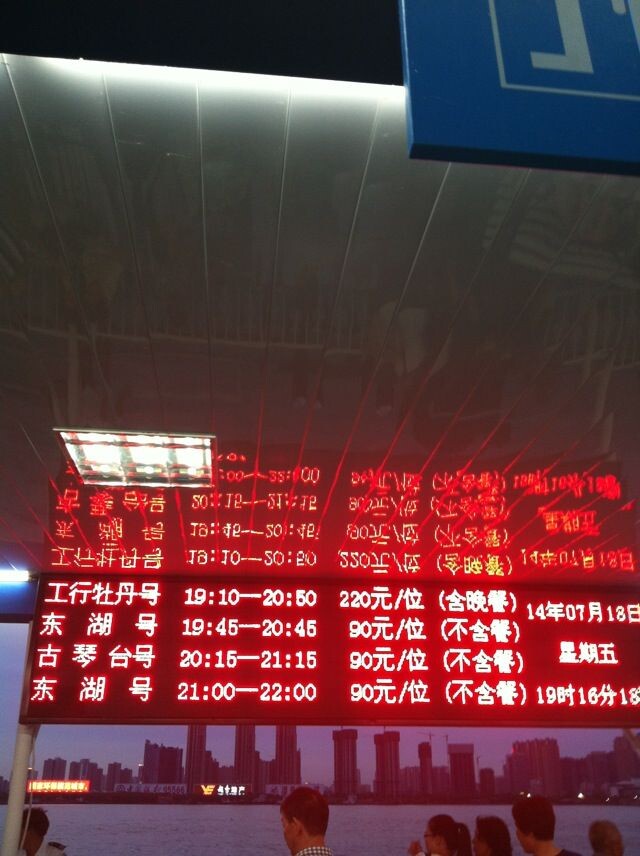 工行牡丹号 19:10—20:50 220元/位 (含晚餐)
东 湖 号 19:45—20:45 90元/位 (不含餐)
古 琴 台号 20:15—21:15 90元/位 (不含餐)
东 湖 号 21:00—22:00 90元/位 (不含餐)
14年07月18日
星期五
19时16分18